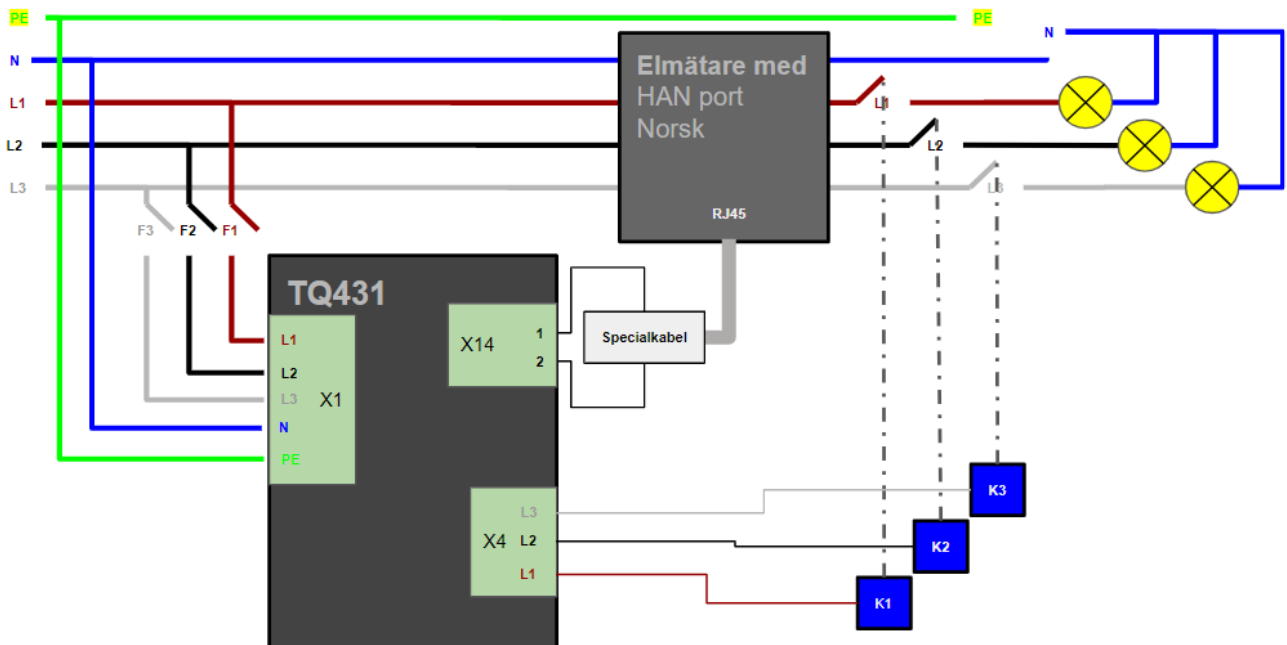 PE
PE
N
N
Elmätare med
HAN port
Norsk
L1
L1
L2
L2
L3
L3
RJ45
F3
F2
F1
TQ431
X14
1
2
Specialkabel
L1
L2
L3
X1
N
PE
X4
L3
L2
L1
K3
K2
K1